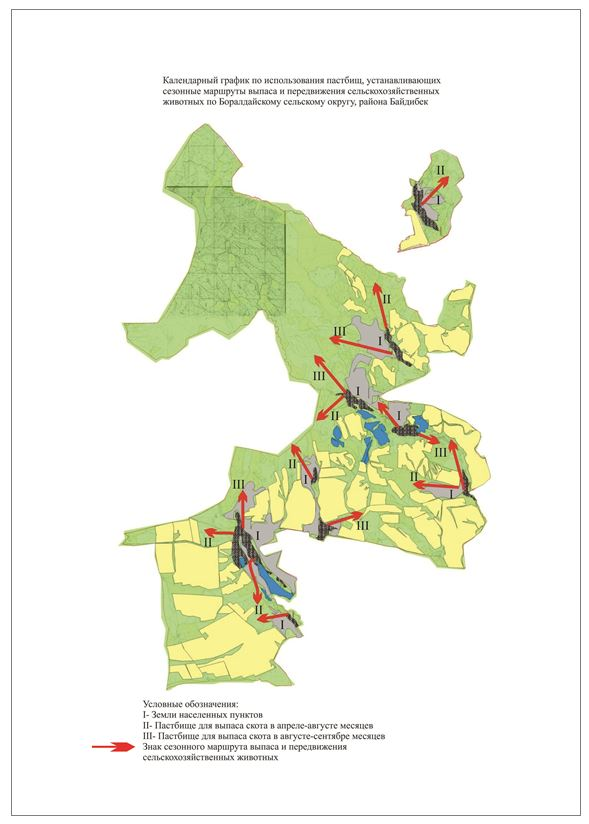 Календарный график по использования пастбищ, устанавливающих
сезонные маршруты выпаса и передвижения сельскохозяйственных
животных по Боралдайскому сельскому округу, района Байдибек
II
I
II
III
I
III
I
II
I
III
II
I
II
I
III
III
I
II
II
I
Условные обозначения:
I- Земли населенных пунктов
II- Пастбище для выпаса скота в апреле-августе месяцев
III- Пастбище для выпаса скота в августе-сентябре месяцев
Знак сезонного маршрута выпаса и передвижения
сельскохозяйственных животных